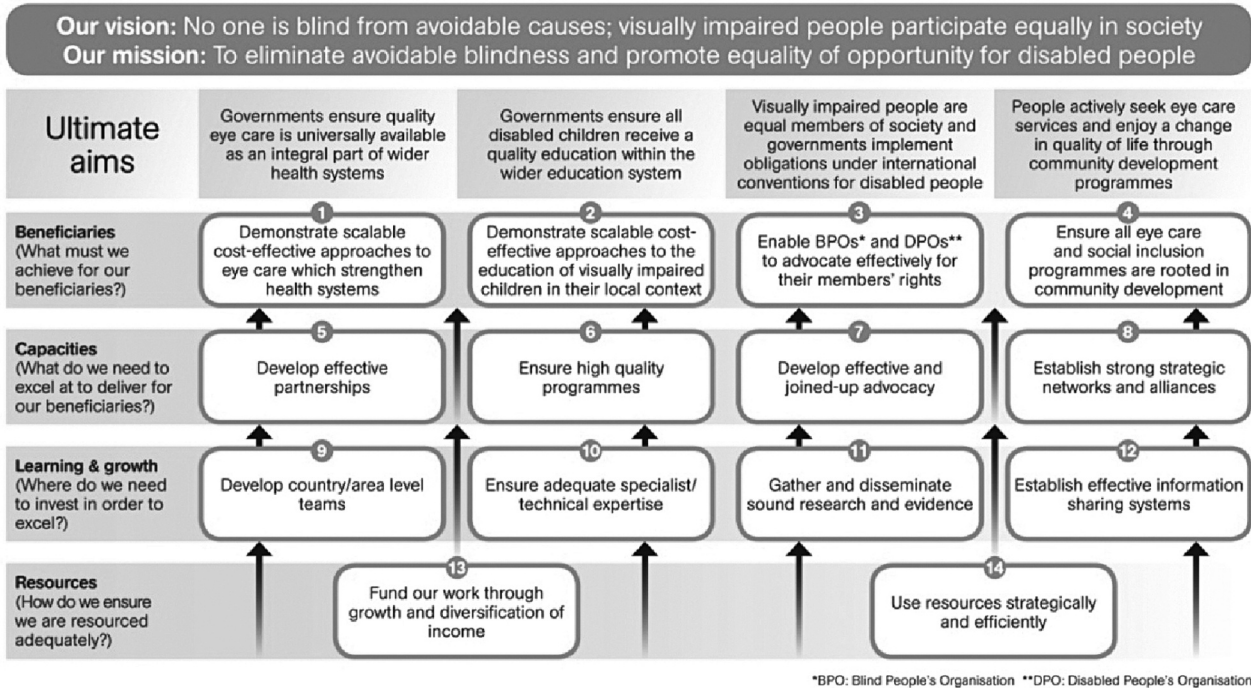 Our vision: No one is blind from avoidable causes; visually impaired people participate equally in society
Our mission: To eliminate avoidable blindness and promote equality of opportunity for disabled people
Ultimate
aims
Governments ensure quality
eye care is universally available
as an integral part of wider
health systems
Governments ensure all
disabled children receive a
quality education within the
wider education system
Visually impaired people are
equal members of society and
governments implement
obligations under international
conventions for disabled people
People actively seek eye care
services and enjoy a change
in quality of life through
community development
programmes
Beneficiaries
(What must we
achieve for our
beneficiaries?)
1
Demonstrate scalable
cost-effective approaches to
eye care which strengthen
health systems
2
Demonstrate scalable cost-
effective approaches to the
education of visually impaired
children in their local context
3
Enable BPOs* and DPOs**
to advocate effectively for
their members' rights
4
Ensure all eye care
and social inclusion
programmes are rooted in
community development
Capacities
(What do we need to
excel at to deliver for
our beneficiaries?)
5
Develop effective
partnerships
6
Ensure high quality
programmes
7
Develop effective and
joined-up advocacy
8
Establish strong strategic
networks and alliances
Learning & growth
(Where do we need
to invest in order to
excel?)
9
Develop country/area level
teams
10
Ensure adequate specialist/
technical expertise
11
Gather and disseminate
sound research and evidence
12
Establish effective information
sharing systems
Resources
(How do we ensure
we are resourced
adequately?)
13
Fund our work through
growth and diversification of
income
14
Use resources strategically
and efficiently
*BPO: Blind People's Organisation **DPO: Disabled People's Organisation